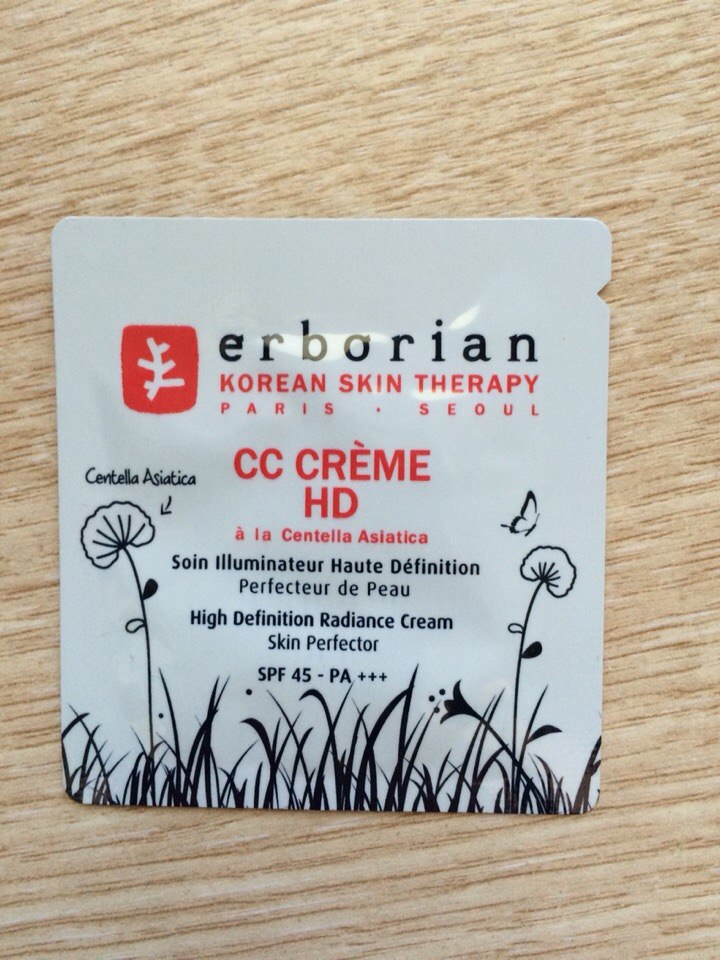 erborian
KOREAN SKIN THERAPY
PARIS · SEOUL
CC CRÈME
HD
à la Centella Asiatica
Centella Asiatica
Soin Illuminateur Haute Définition
Perfecteur de Peau
High Definition Radiance Cream
Skin Perfector
SPF 45 - PA +++